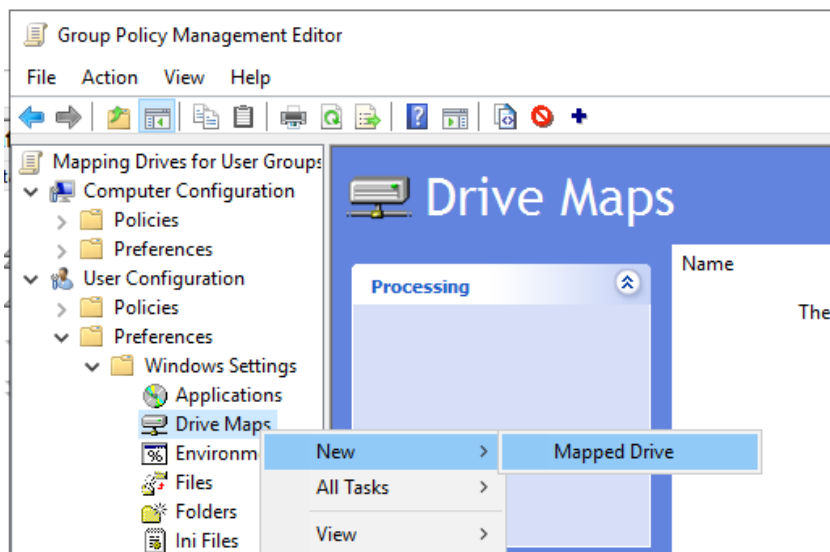 Group Policy Management Editor
File Action View Help
Mapping Drives for User Groups
Computer Configuration
Policies
Preferences
User Configuration
Policies
Preferences
Windows Settings
Applications
Drive Maps
Environm
Files
Folders
Ini Files
Drive Maps
Processing
Name
The
New
Mapped Drive
All Tasks
View